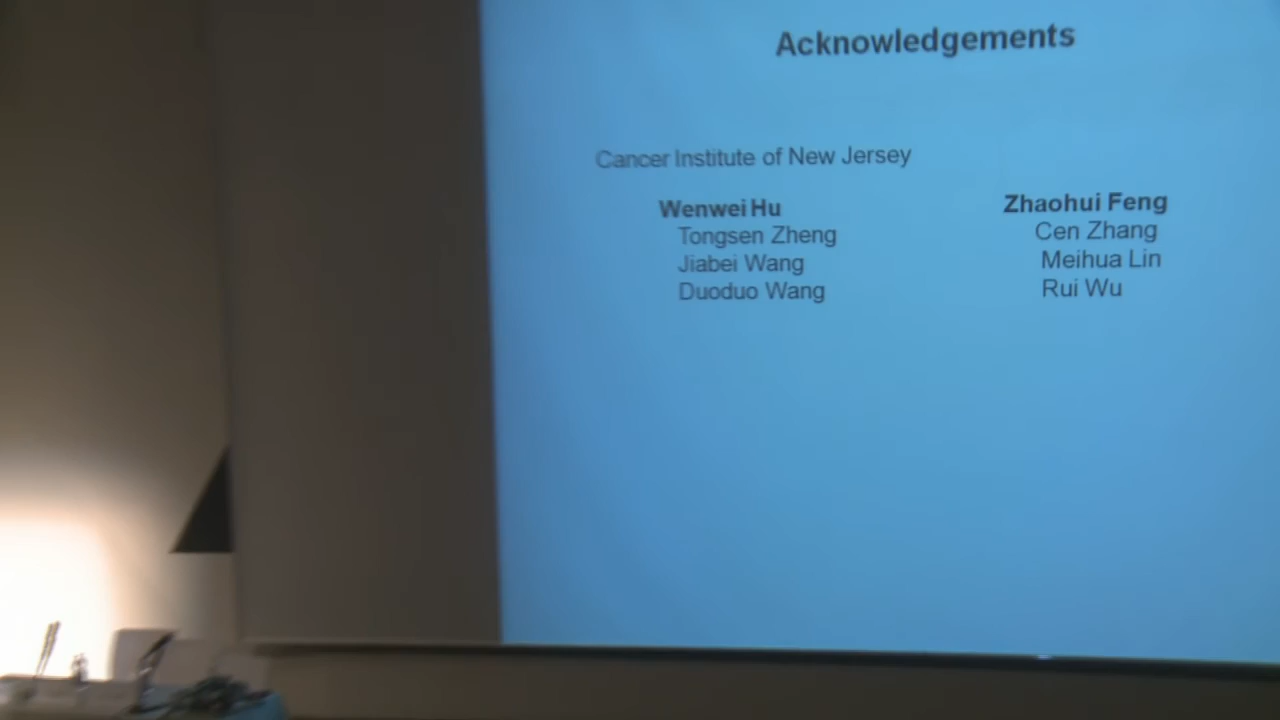 Acknowledgements
Cancer Institute of New Jersey
Wenwei Hu
Tongsen Zheng
Jiabei Wang
Duoduo Wang
Zhaohui Feng
Cen Zhang
Meihua Lin
Rui Wu